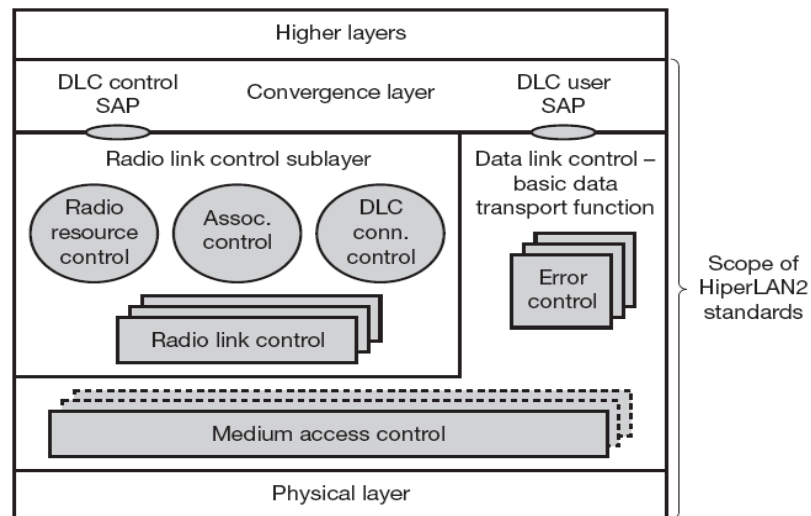 Higher layers
DLC control
SAP
Convergence layer
DLC user
SAP
Radio link control sublayer
Data link control –
basic data
transport function
Radio
resource
control
Assoc.
control
DLC
conn.
control
Error
control
Scope of
HiperLAN2
standards
Radio link control
Medium access control
Physical layer